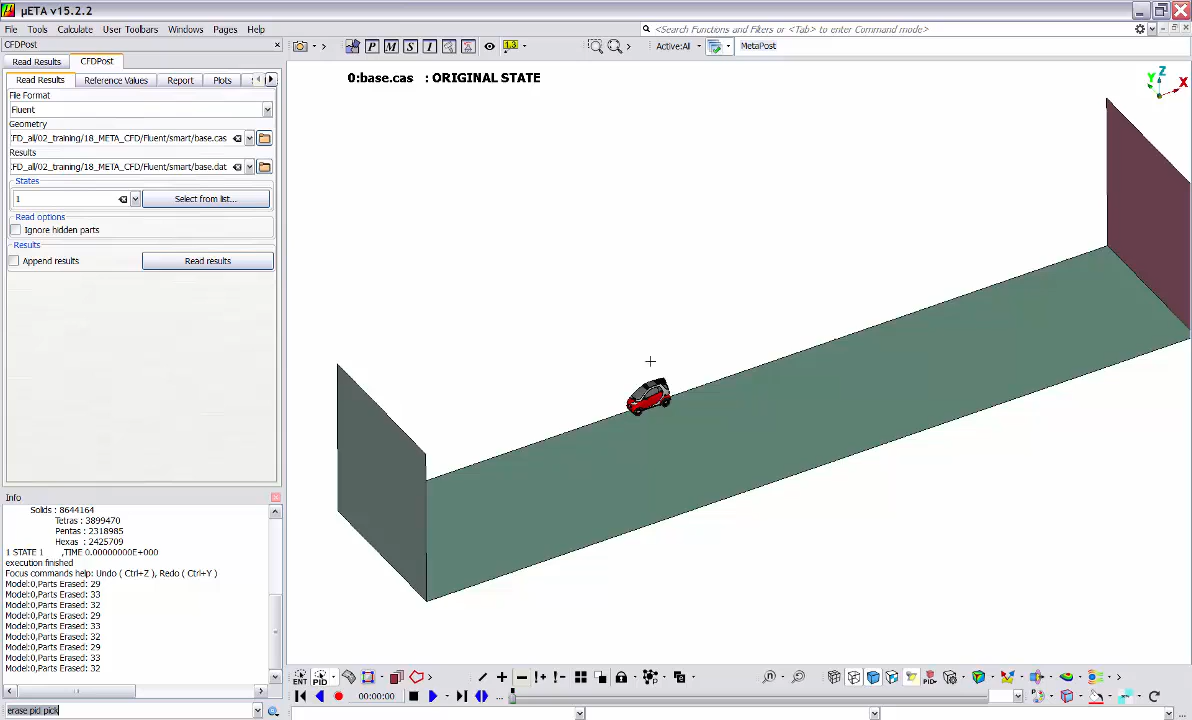 µETA v15.2.2
File Tools Calculate User Toolbars Windows Pages Help
<Search Functions and Filters or <Tab> to enter Command mode>
CFDPost
Active:All
MetaPost
Read Results CFDPost
Read Results Reference Values Report Plots
File Format
Fluent
Geometry
:FD_all/02_training/18_META_CFD/Fluent/smart/base.cas
Results
:FD_all/02_training/18_META_CFD/Fluent/smart/base.dat
States
1
Select from list...
Read options
Ignore hidden parts
Results
Append results
Read results
0:base.cas : ORIGINAL STATE
Z
Y
X
Info
Solids : 8644164
Tetras : 3899470
Pentas : 2318985
Hexas : 2425709
1 STATE 1 ,TIME 0.00000000E+000
execution finished
Focus commands help: Undo ( Ctrl+Z ), Redo ( Ctrl+Y )
Model:0,Parts Erased: 29
Model:0,Parts Erased: 33
Model:0,Parts Erased: 32
Model:0,Parts Erased: 29
Model:0,Parts Erased: 33
Model:0,Parts Erased: 32
Model:0,Parts Erased: 29
Model:0,Parts Erased: 33
Model:0,Parts Erased: 32
erase pid pick
ENT PID
00:00:00